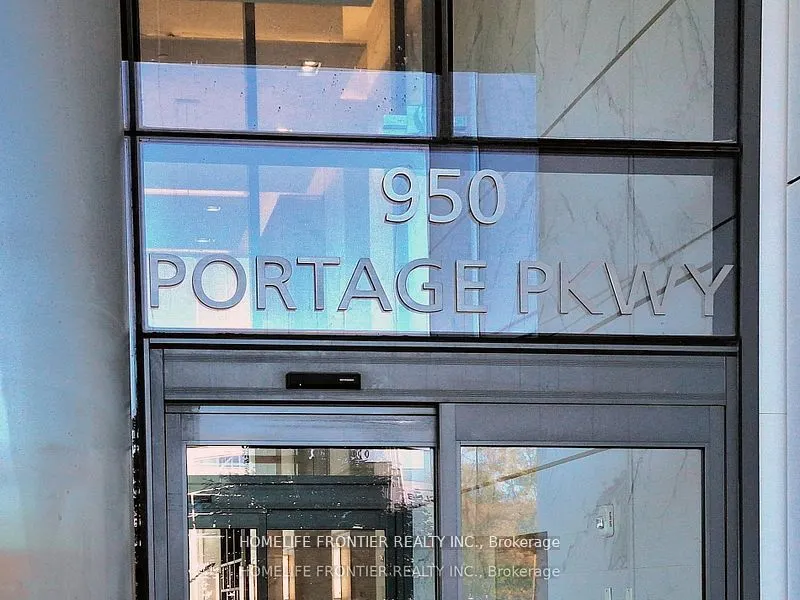 950
PORTAGE PKWY
HOMELIFE FRONTIER REALTY INC., Brokerage
HOMELIFE FRONTIER REALTY INC., Brokerage